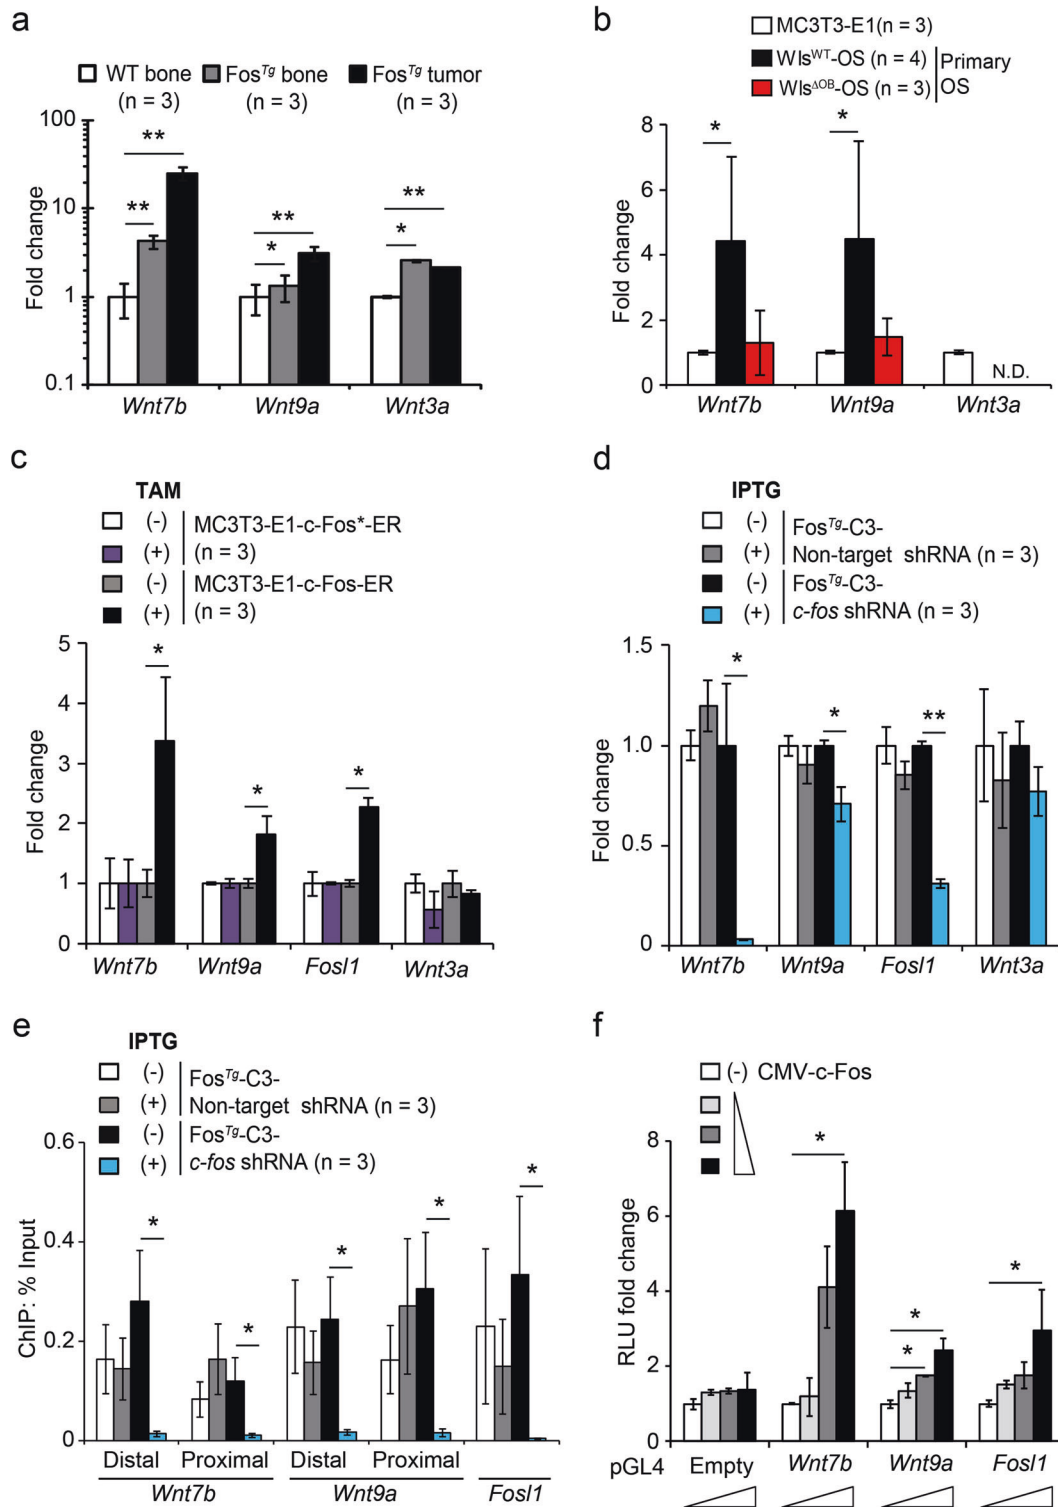 a
WT bone Fos^Tg bone Fos^Tg tumor
(n = 3) (n = 3) (n = 3)
Fold change
100
10
1
0.1
**
**
**
*
**
*
Wnt7b Wnt9a Wnt3a
b
MC3T3-E1(n = 3)
Wls^WT-OS (n = 4)
Wls^ΔOB-OS (n = 3)
Primary
OS
Fold change
8
6
4
2
0
*
*
N.D.
Wnt7b Wnt9a Wnt3a
c
TAM
(-) MC3T3-E1-c-Fos*-ER
(+) (n = 3)
(-) MC3T3-E1-c-Fos-ER
(+) (n = 3)
Fold change
5
4
3
2
1
0
*
*
*
Wnt7b Wnt9a Fosl1 Wnt3a
d
IPTG
(-) Fos^Tg-C3-
(+) Non-target shRNA (n = 3)
(-) Fos^Tg-C3-
(+) c-fos shRNA (n = 3)
Fold change
1.5
1.0
0.5
0
*
*
**
Wnt7b Wnt9a Fosl1 Wnt3a
e
IPTG
(-) Fos^Tg-C3-
(+) Non-target shRNA (n = 3)
(-) Fos^Tg-C3-
(+) c-fos shRNA (n = 3)
ChIP: % Input
0.6
0.4
0.2
0
*
*
*
*
*
Distal Proximal Distal Proximal
Wnt7b Wnt9a Fosl1
f
(-) CMV-c-Fos
RLU fold change
8
6
4
2
0
*
*
*
*
pGL4 Empty Wnt7b Wnt9a Fosl1